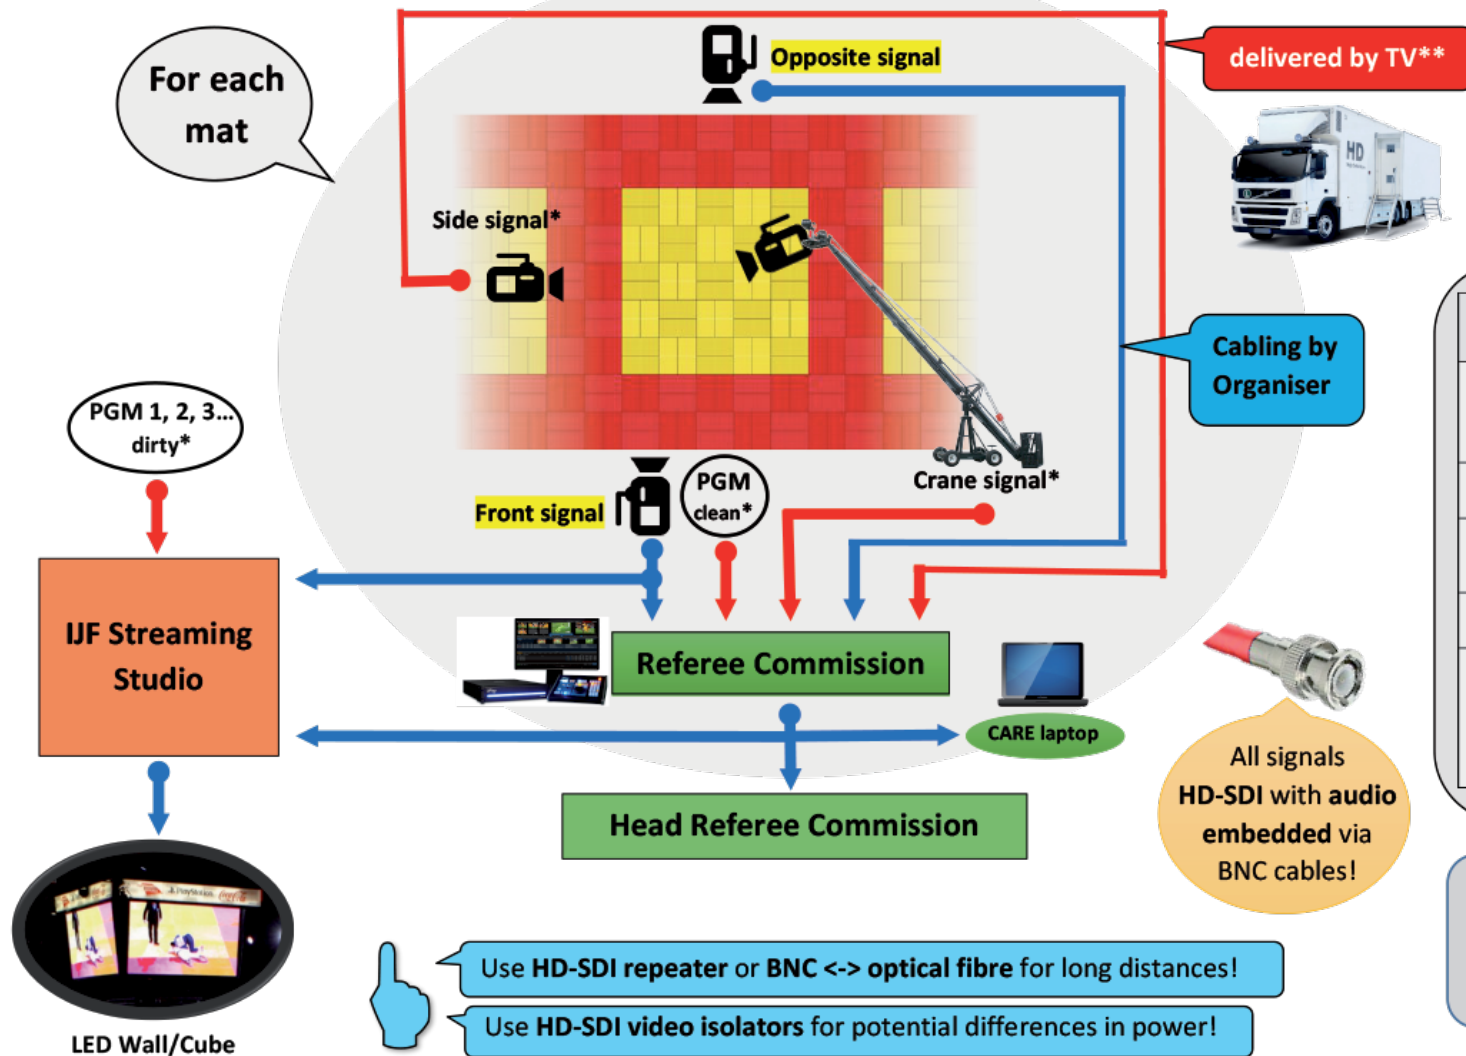 For each
mat
Opposite signal
delivered by TV**
HD
Side signal*
Cabling by
Organiser
PGM 1, 2, 3...
dirty*
Front signal
PGM
clean*
Crane signal*
IJF Streaming
Studio
Referee Commission
CARE laptop
Head Referee Commission
All signals
HD-SDI with audio
embedded via
BNC cables!
PlayStation
Coca-Cola
LED Wall/Cube
Use HD-SDI repeater or BNC <-> optical fibre for long distances!
Use HD-SDI video isolators for potential differences in power!